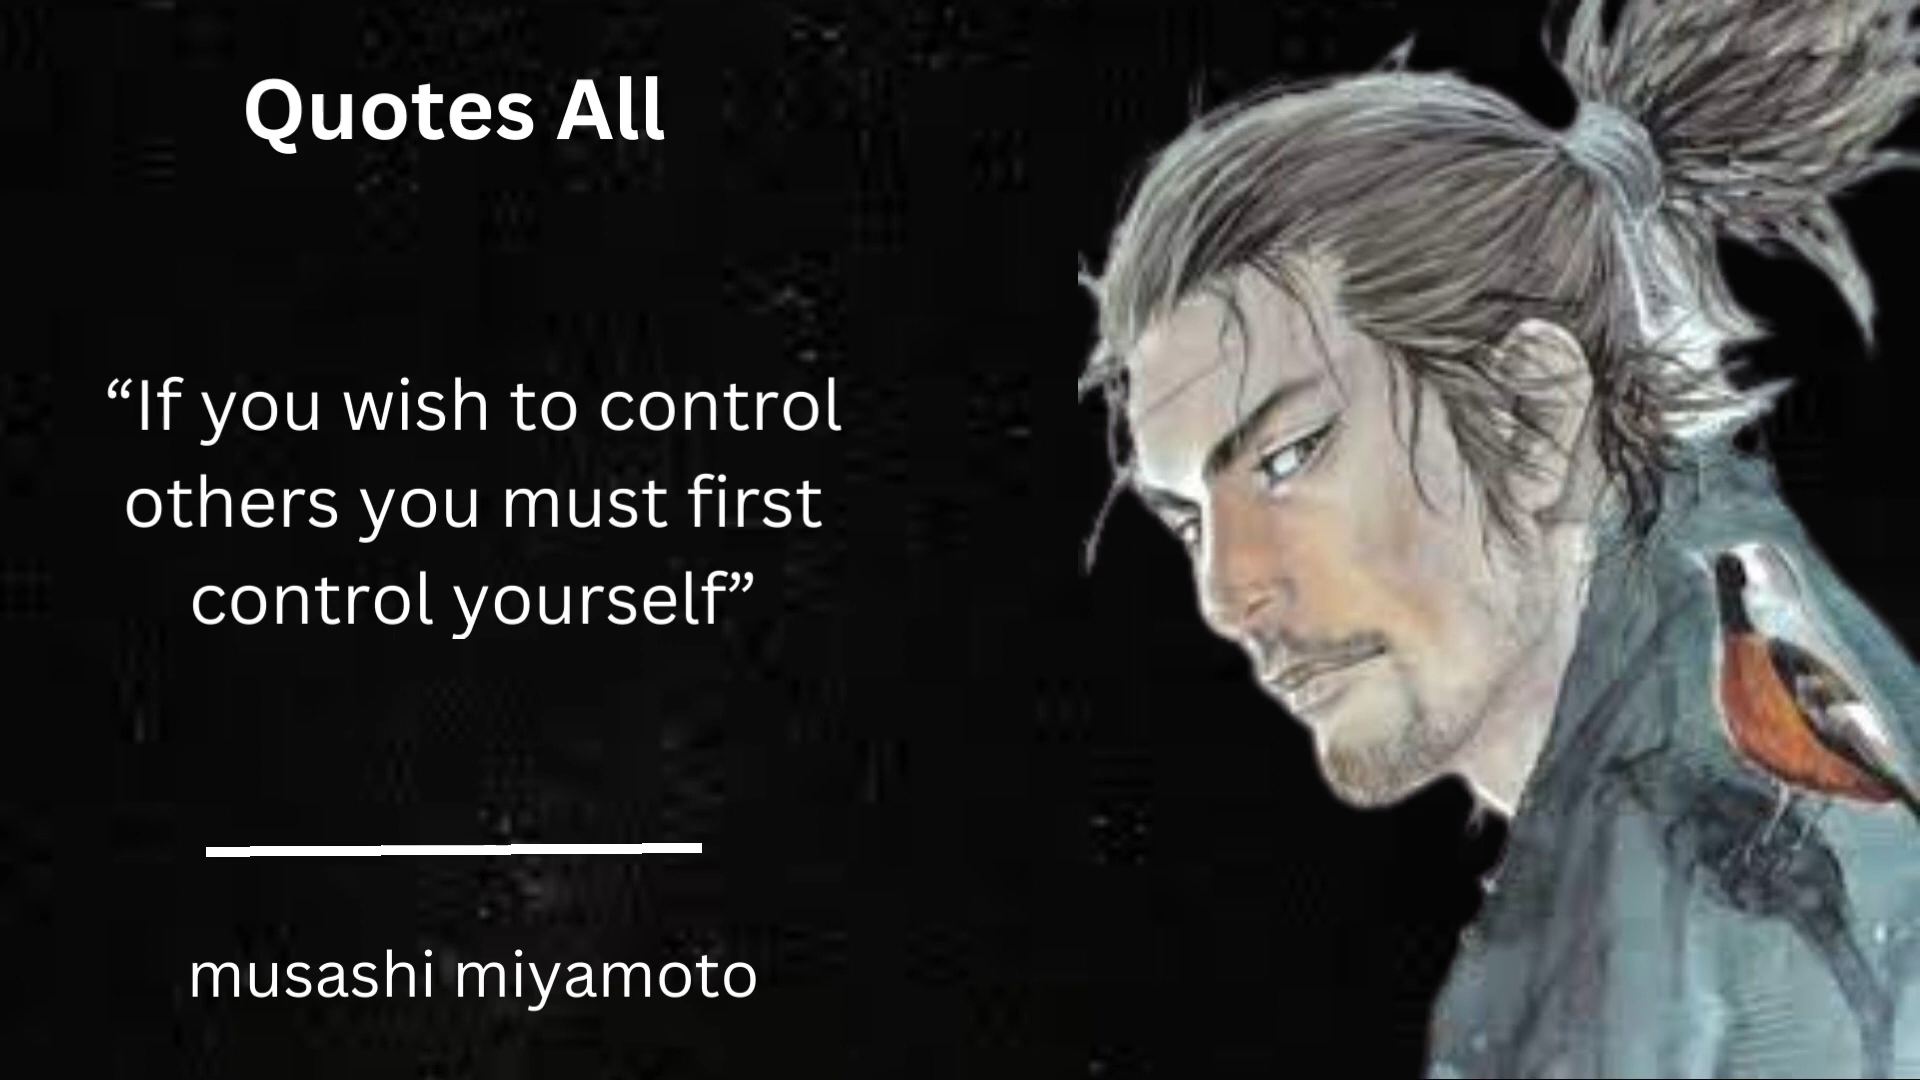 Quotes All
“If you wish to control
others you must first
control yourself”
musashi miyamoto